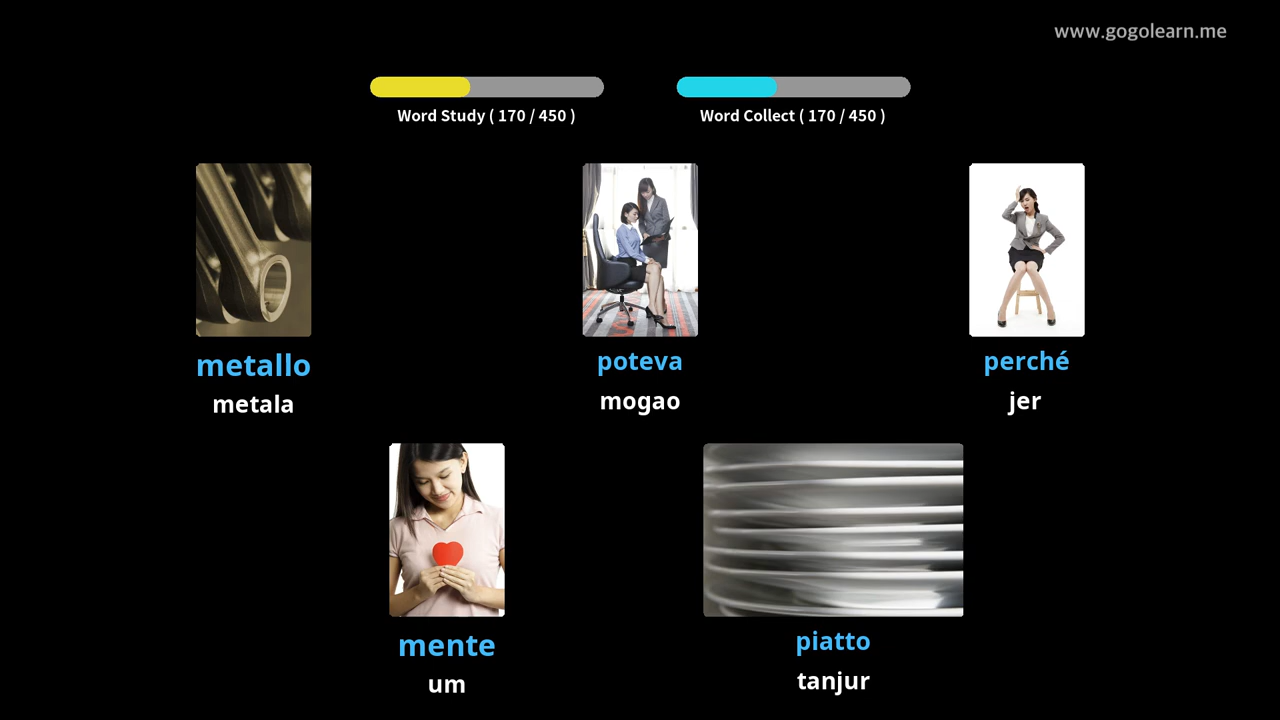 www.gogolearn.me
Word Study ( 170 / 450 )
Word Collect ( 170 / 450 )
metallo
metala
poteva
mogao
perché
jer
mente
um
piatto
tanjur